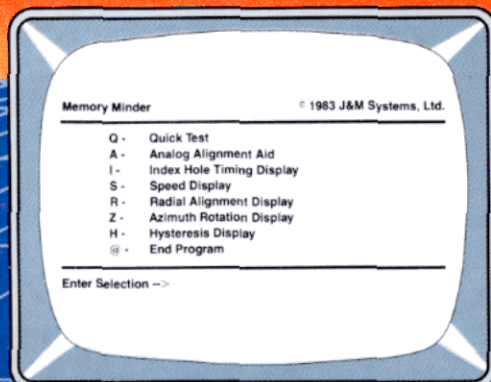 Memory Minder © 1983 J&M Systems, Ltd.
Q - Quick Test
A - Analog Alignment Aid
I - Index Hole Timing Display
S - Speed Display
R - Radial Alignment Display
Z - Azimuth Rotation Display
H - Hysteresis Display
@ - End Program
Enter Selection -->